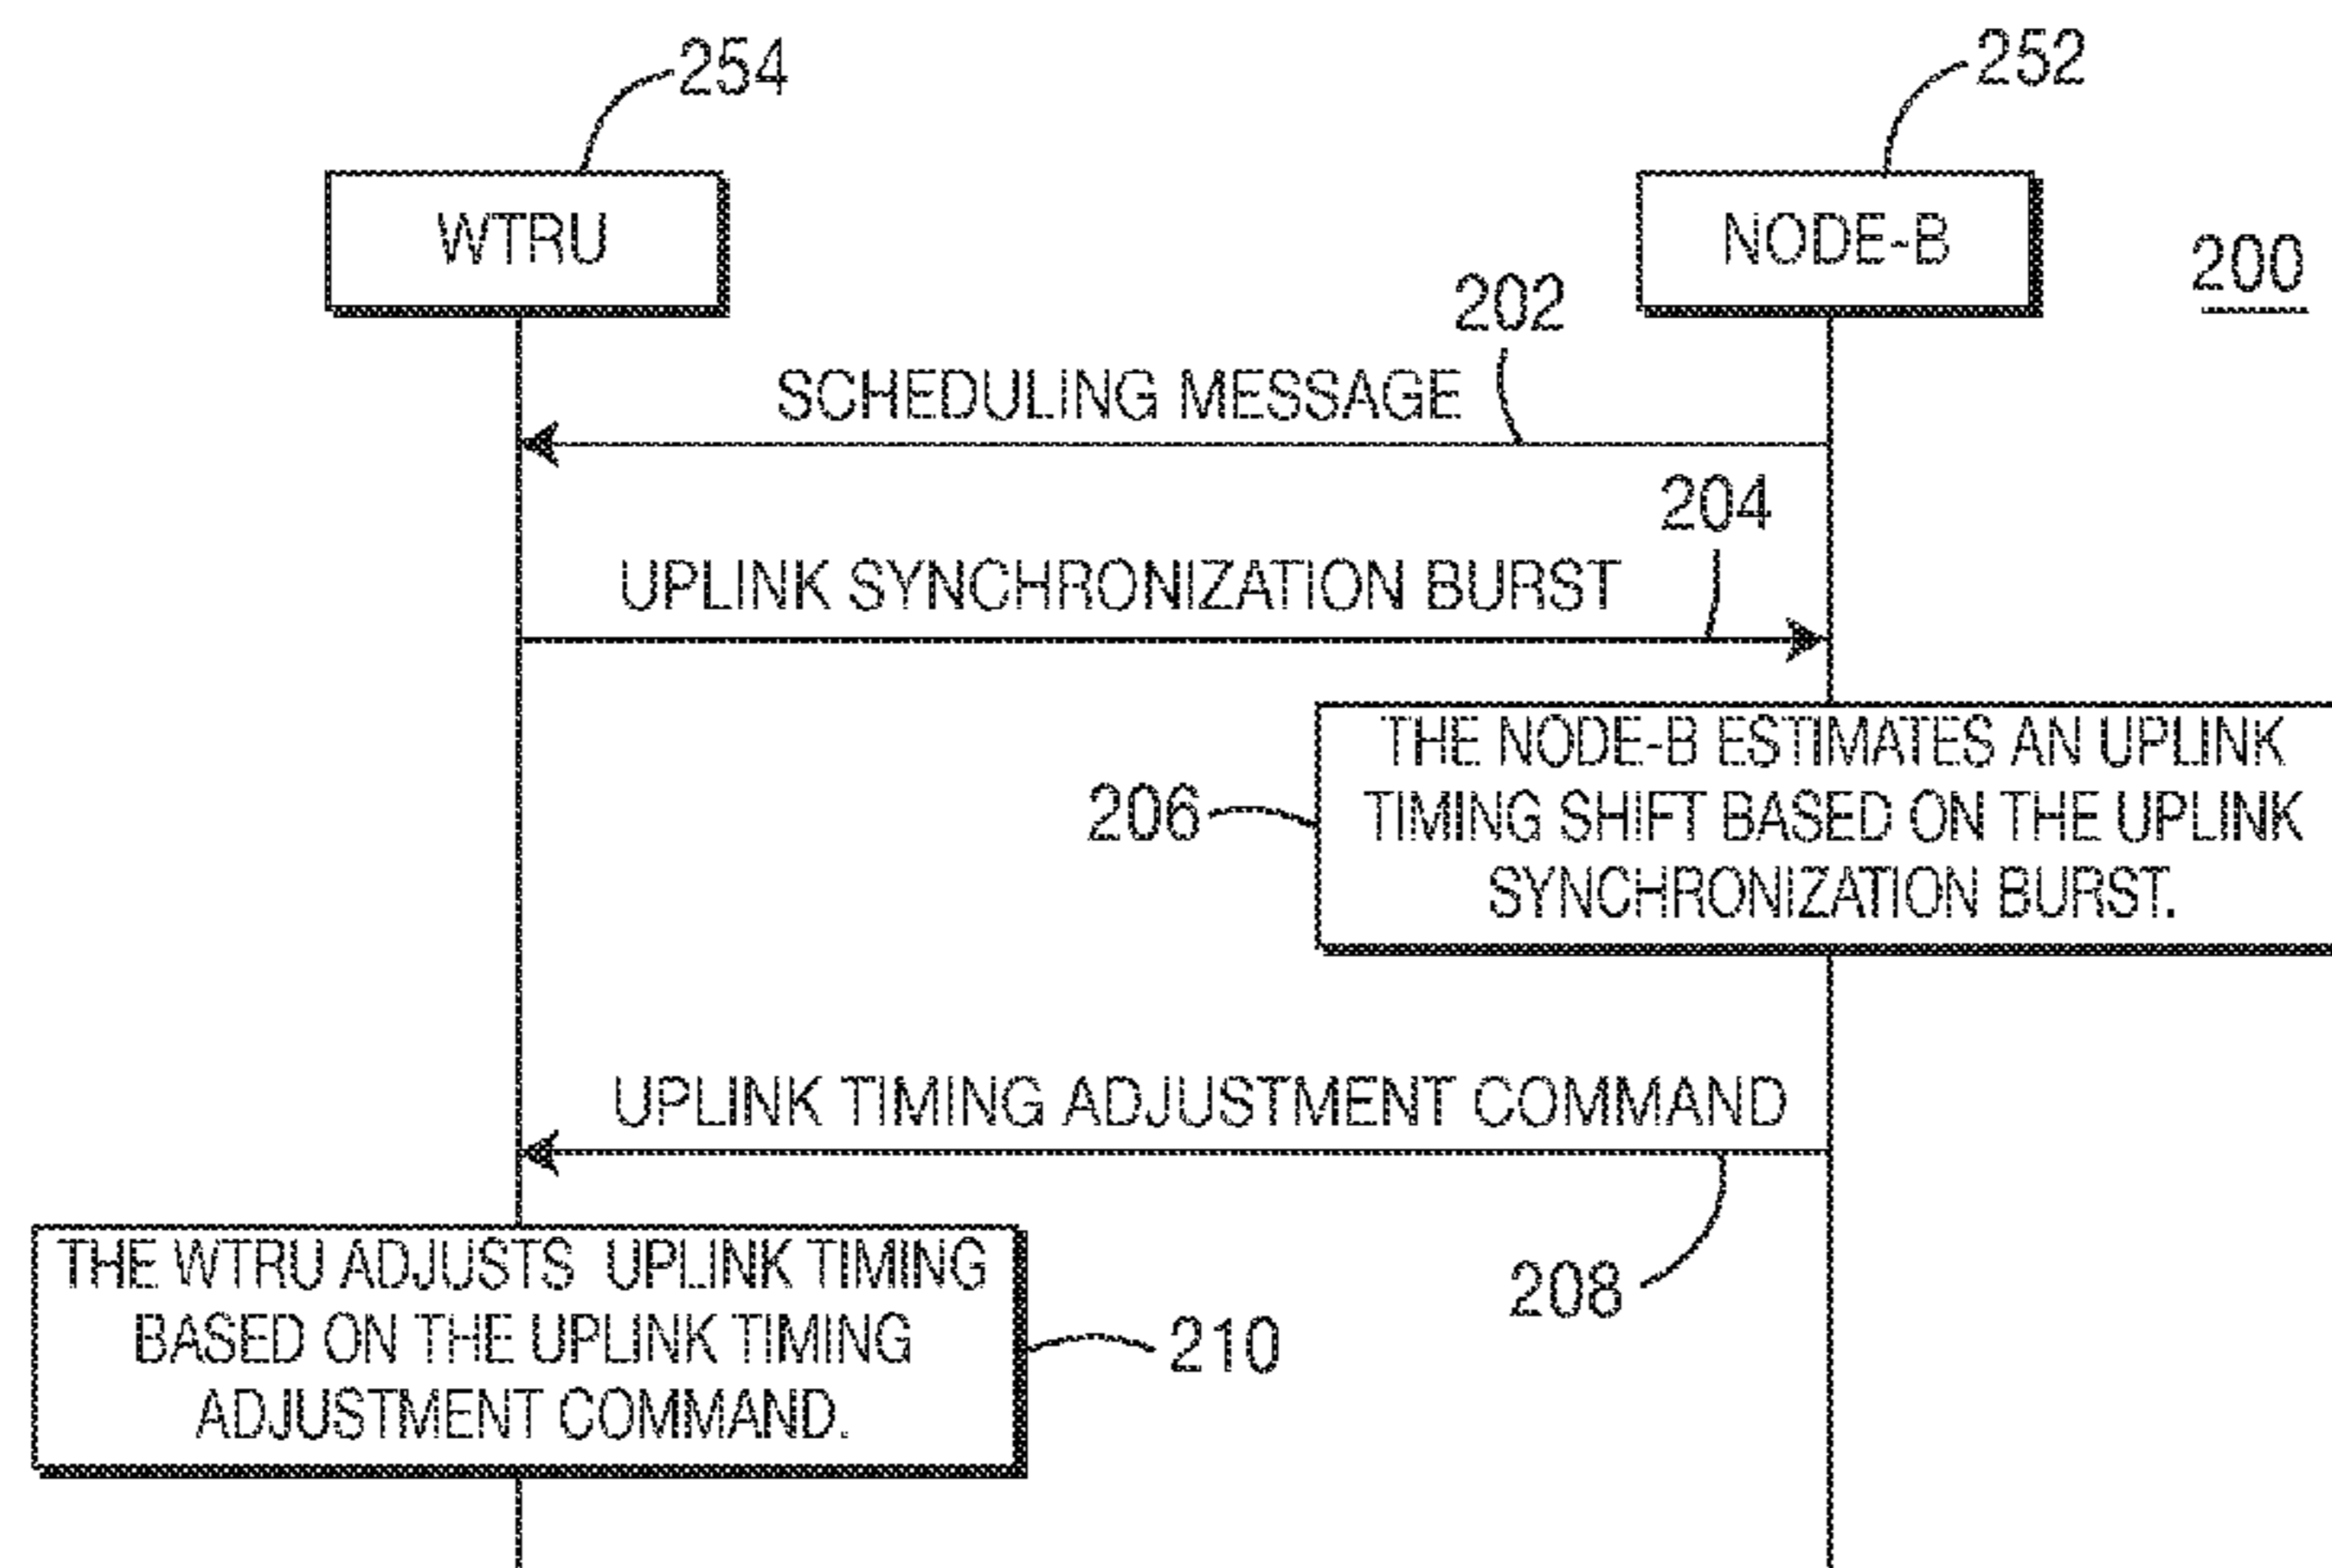 254
252
WTRU
NODE-B
200
202
SCHEDULING MESSAGE
204
UPLINK SYNCHRONIZATION BURST
THE NODE-B ESTIMATES AN UPLINK
TIMING SHIFT BASED ON THE UPLINK
SYNCHRONIZATION BURST.
206
UPLINK TIMING ADJUSTMENT COMMAND
208
THE WTRU ADJUSTS UPLINK TIMING
BASED ON THE UPLINK TIMING
ADJUSTMENT COMMAND.
210